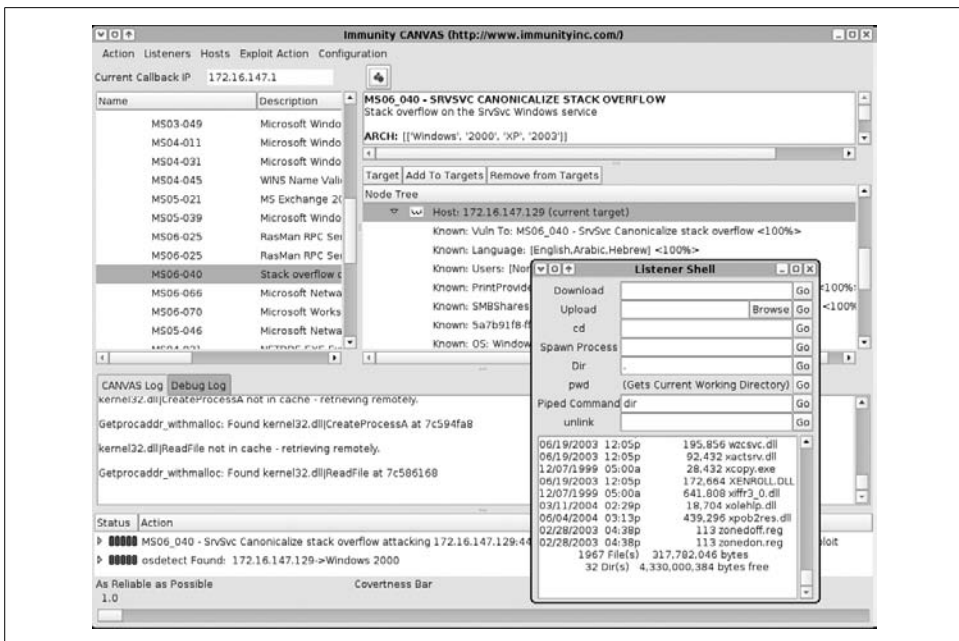 Immunity CANVAS (http://www.immunityinc.com/)
Action Listeners Hosts Exploit Action Configuration
Current Callback IP 172.16.147.1
Name Description
MS03-049 Microsoft Windo
MS04-011 Microsoft Windo
MS04-031 Microsoft Windo
MS04-045 WINS Name Vali
MS05-021 MS Exchange 20
MS05-039 Microsoft Windo
MS06-025 RasMan RPC Ser
MS06-025 RasMan RPC Ser
MS06-040 Stack overflow c
MS06-066 Microsoft Netwa
MS06-070 Microsoft Works
MS05-046 Microsoft Netwa
MS06_040 - SRVSVC CANONICALIZE STACK OVERFLOW
Stack overflow on the SrvSvc Windows service
ARCH: [['Windows', '2000', 'XP', '2003']]
Target Add To Targets Remove from Targets
Node Tree
Host: 172.16.147.129 (current target)
Known: Vuln To: MS06_040 - SrvSvc Canonicalize stack overflow <100%>
Known: Language: [English,Arabic,Hebrew] <100%>
Known: Users: [Nor
Known: PrintProvide <100%>
Known: SMBShares <100%
Known: 5a7b91f8-ff
Known: OS: Window
Listener Shell
Download Go
Upload Browse Go
cd Go
Spawn Process Go
Dir . Go
pwd (Gets Current Working Directory) Go
Piped Command dir Go
unlink Go
06/19/2003 12:05p 195,856 wzcsvc.dll
06/19/2003 12:05p 92,432 xactsrv.dll
12/07/1999 05:00a 28,432 xcopy.exe
06/19/2003 12:05p 172,664 XENROLL.DLL
12/07/1999 05:00a 641,808 xiffr3_0.dll
03/11/2004 02:29p 18,704 xolehlp.dll
06/04/2004 03:13p 439,296 xpob2res.dll
02/28/2003 04:38p 113 zonedoff.reg
02/28/2003 04:38p 113 zonedon.reg
1967 File(s) 317,782,046 bytes
32 Dir(s) 4,330,000,384 bytes free
CANVAS Log Debug Log
kernel32.dll|CreateProcessA not in cache - retrieving remotely.
Getprocaddr_withmalloc: Found kernel32.dll|CreateProcessA at 7c594fa8
kernel32.dll|ReadFile not in cache - retrieving remotely.
Getprocaddr_withmalloc: Found kernel32.dll|ReadFile at 7c586168
Status Action
MS06_040 - SrvSvc Canonicalize stack overflow attacking 172.16.147.129:44 ploit
osdetect Found: 172.16.147.129->Windows 2000
As Reliable as Possible Covertness Bar
1.0